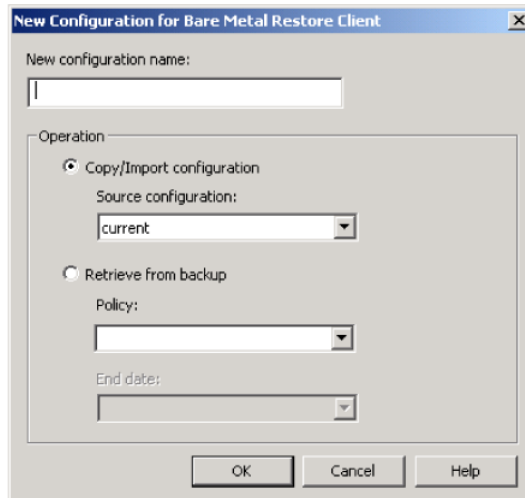 New Configuration for Bare Metal Restore Client
New configuration name:
Operation
Copy/Import configuration
Source configuration:
current
Retrieve from backup
Policy:
End date:
OK Cancel Help